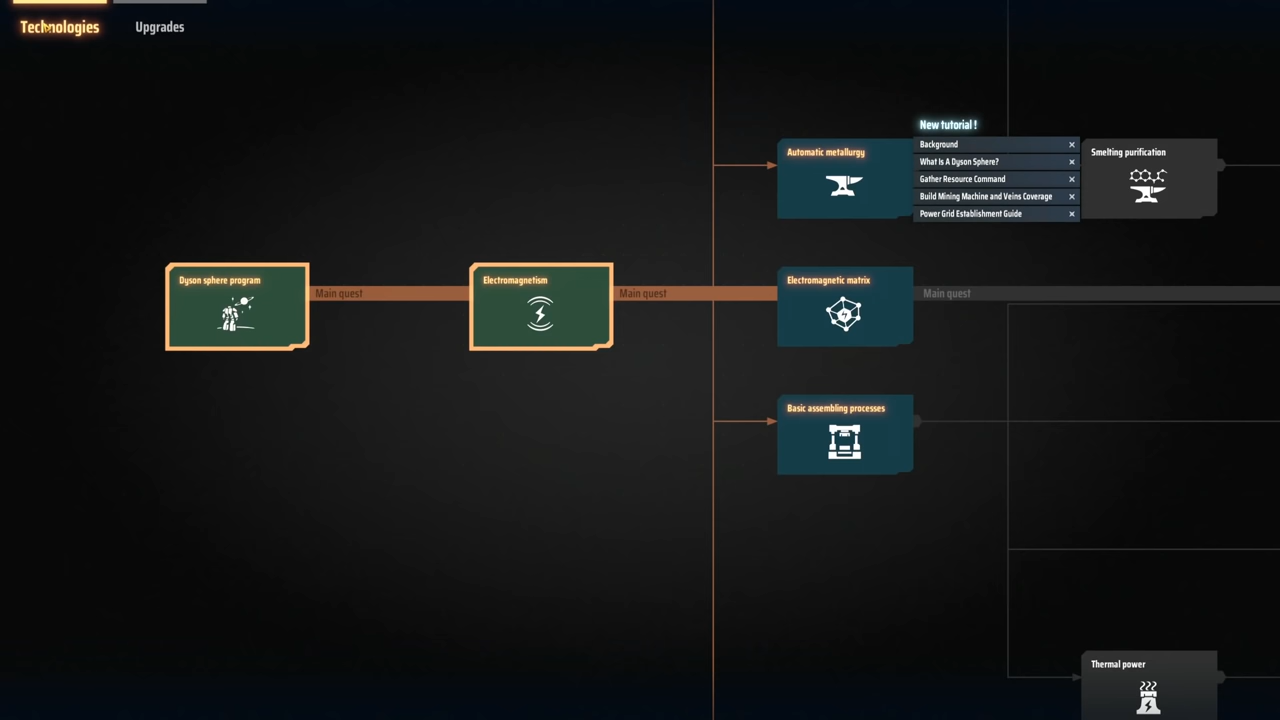 Technologies
Upgrades
New tutorial !
Automatic metallurgy
Background
What Is A Dyson Sphere?
Gather Resource Command
Build Mining Machine and Veins Coverage
Power Grid Establishment Guide
Smelting purification
Dyson sphere program
Main quest
Electromagnetism
Main quest
Electromagnetic matrix
Main quest
Basic assembling processes
Thermal power